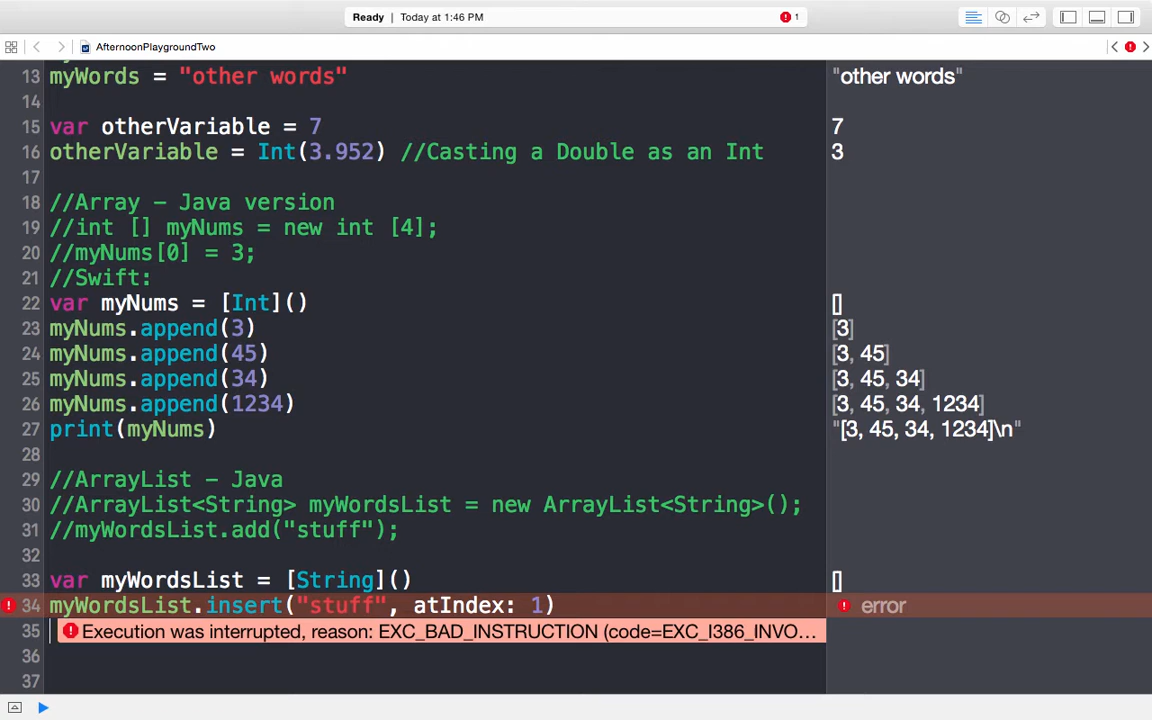 Ready | Today at 1:46 PM 1
AfternoonPlaygroundTwo
13 myWords = "other words" "other words"
14
15 var otherVariable = 7 7
16 otherVariable = Int(3.952) //Casting a Double as an Int 3
17
18 //Array - Java version
19 //int [] myNums = new int [4];
20 //myNums[0] = 3;
21 //Swift:
22 var myNums = [Int]() []
23 myNums.append(3) [3]
24 myNums.append(45) [3, 45]
25 myNums.append(34) [3, 45, 34]
26 myNums.append(1234) [3, 45, 34, 1234]
27 print(myNums) "[3, 45, 34, 1234]\n"
28
29 //ArrayList - Java
30 //ArrayList<String> myWordsList = new ArrayList<String>();
31 //myWordsList.add("stuff");
32
33 var myWordsList = [String]() []
34 myWordsList.insert("stuff", atIndex: 1) error
35 Execution was interrupted, reason: EXC_BAD_INSTRUCTION (code=EXC_I386_INVO...
36
37